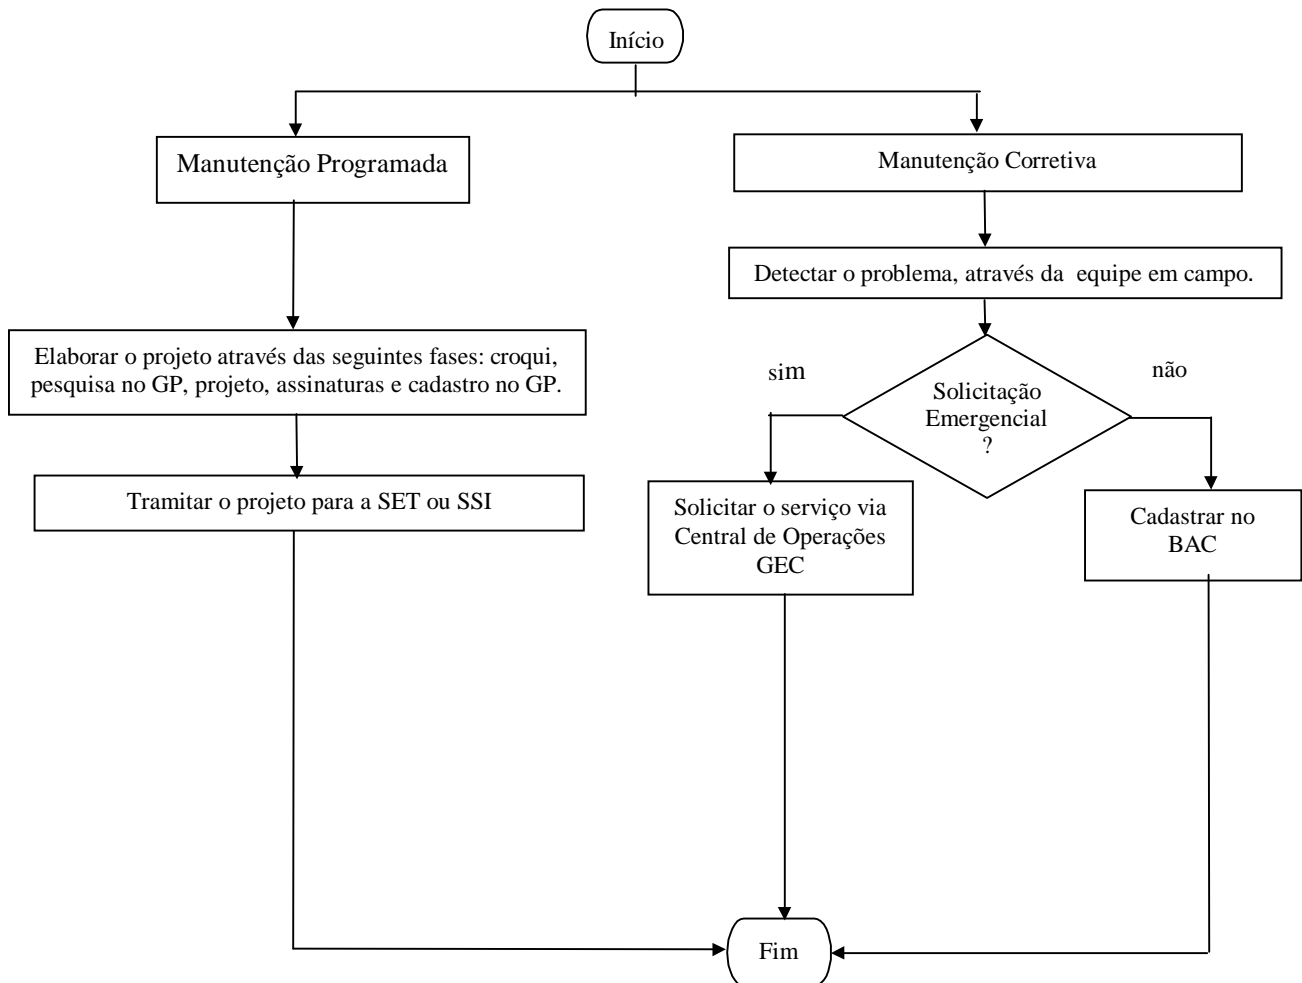 Início
Manutenção Programada
Manutenção Corretiva
Detectar o problema, através da equipe em campo.
Elaborar o projeto através das seguintes fases: croqui,
pesquisa no GP, projeto, assinaturas e cadastro no GP.
sim
não
Solicitação
Emergencial
?
Tramitar o projeto para a SET ou SSI
Solicitar o serviço via
Central de Operações
GEC
Cadastrar no
BAC
Fim